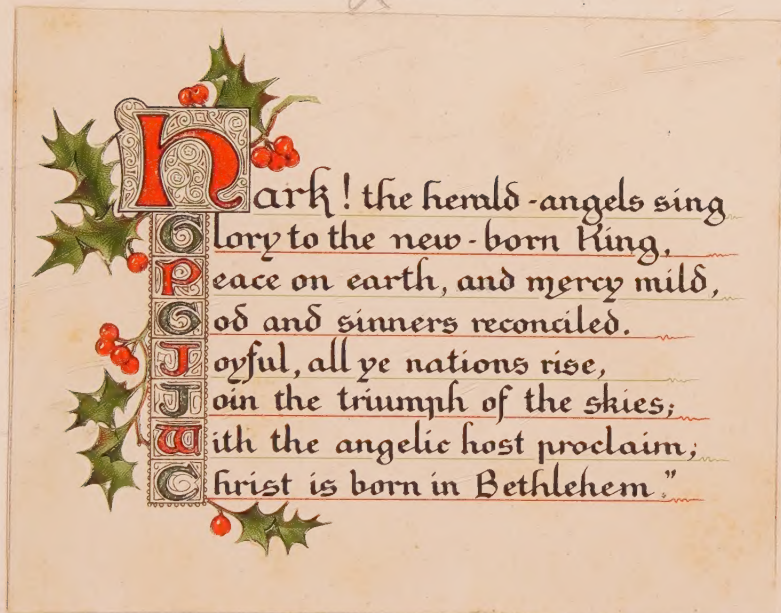 Hark! the herald-angels sing
Glory to the new-born King,
Peace on earth, and mercy mild,
God and sinners reconciled.
Joyful, all ye nations rise,
Join the triumph of the skies;
With the angelic host proclaim;
Christ is born in Bethlehem."